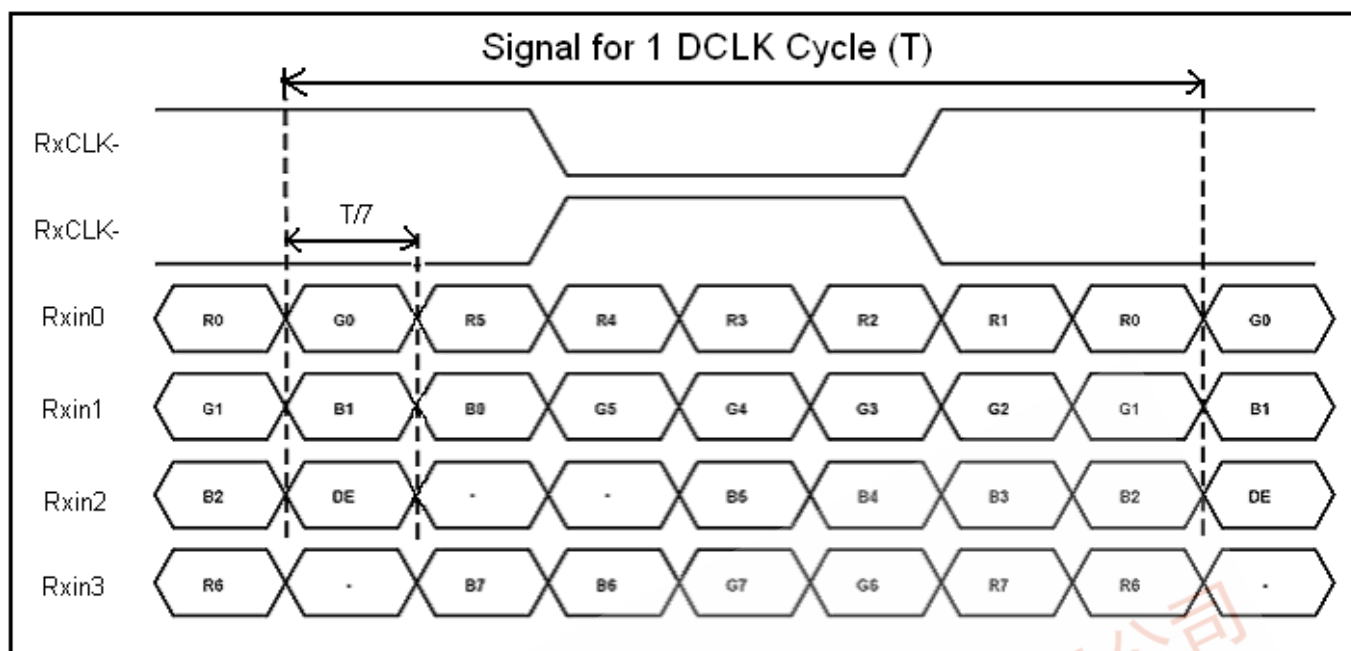 Signal for 1 DCLK Cycle (T)
RxCLK-
RxCLK-
T/7
Rxin0 R0 G0 R5 R4 R3 R2 R1 R0 G0
Rxin1 G1 B1 B0 G5 G4 G3 G2 G1 B1
Rxin2 B2 DE - - B5 B4 B3 B2 DE
Rxin3 R6 - B7 B6 G7 G6 R7 R6 -
公司